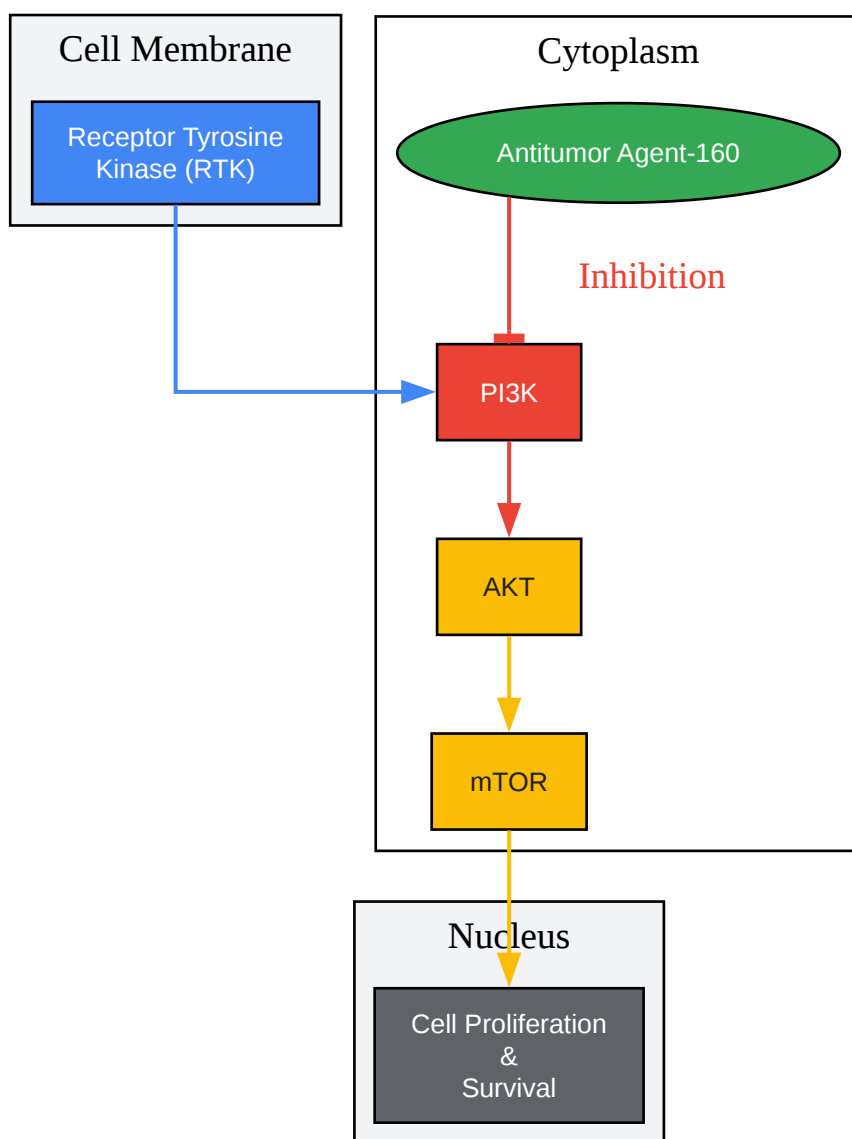 Cell Membrane
Receptor Tyrosine
Kinase (RTK)
Cytoplasm
Antitumor Agent-160
Inhibition
PI3K
AKT
mTOR
Nucleus
Cell Proliferation
&
Survival